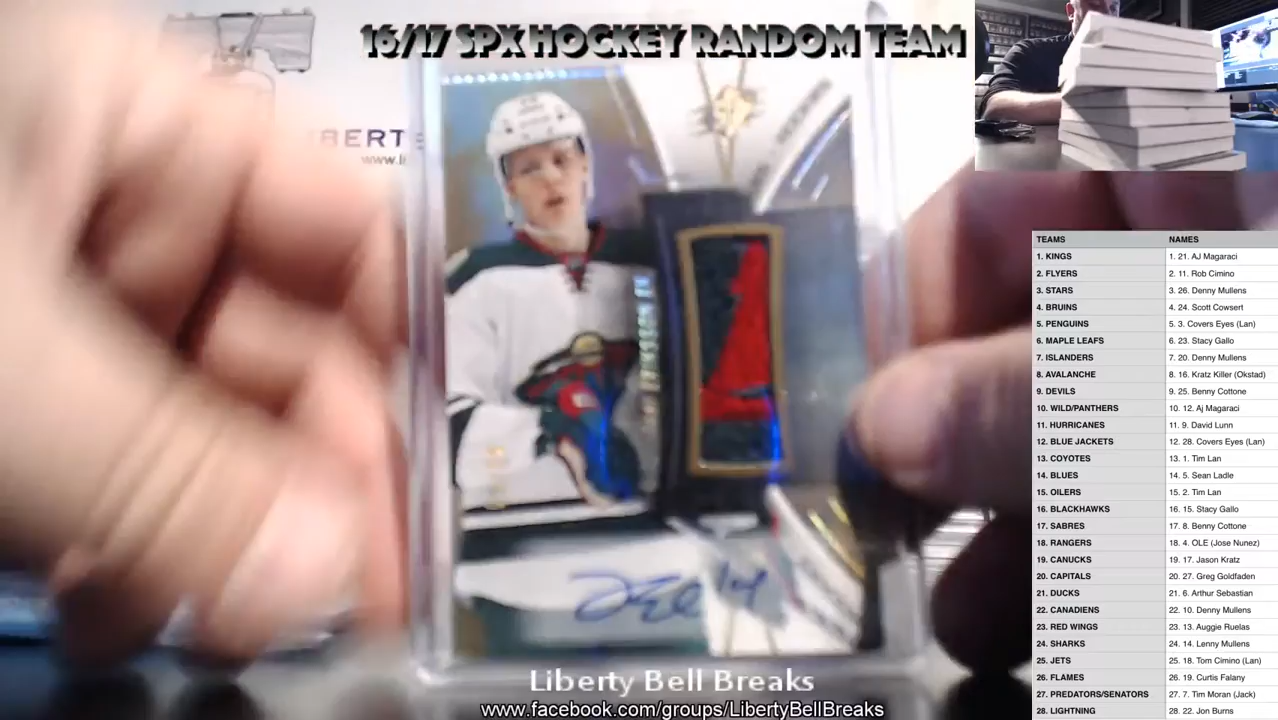 16/17 SPX HOCKEY RANDOM TEAM
TEAMS NAMES
1. KINGS 1. 21. AJ Magaraci
2. FLYERS 2. 11. Rob Cimino
3. STARS 3. 26. Denny Mullens
4. BRUINS 4. 24. Scott Cowsert
5. PENGUINS 5. 3. Covers Eyes (Lan)
6. MAPLE LEAFS 6. 23. Stacy Gallo
7. ISLANDERS 7. 20. Denny Mullens
8. AVALANCHE 8. 16. Kratz Killer (Okstad)
9. DEVILS 9. 25. Benny Cottone
10. WILD/PANTHERS 10. 12. Aj Magaraci
11. HURRICANES 11. 9. David Lunn
12. BLUE JACKETS 12. 28. Covers Eyes (Lan)
13. COYOTES 13. 1. Tim Lan
14. BLUES 14. 5. Sean Ladle
15. OILERS 15. 2. Tim Lan
16. BLACKHAWKS 16. 15. Stacy Gallo
17. SABRES 17. 8. Benny Cottone
18. RANGERS 18. 4. OLE (Jose Nunez)
19. CANUCKS 19. 17. Jason Kratz
20. CAPITALS 20. 27. Greg Goldfaden
21. DUCKS 21. 6. Arthur Sebastian
22. CANADIENS 22. 10. Denny Mullens
23. RED WINGS 23. 13. Auggie Ruelas
24. SHARKS 24. 14. Lenny Mullens
25. JETS 25. 18. Tom Cimino (Lan)
26. FLAMES 26. 19. Curtis Falany
27. PREDATORS/SENATORS 27. 7. Tim Moran (Jack)
28. LIGHTNING 28. 22. Jon Burns
Liberty Bell Breaks
www.facebook.com/groups/LibertyBellBreaks